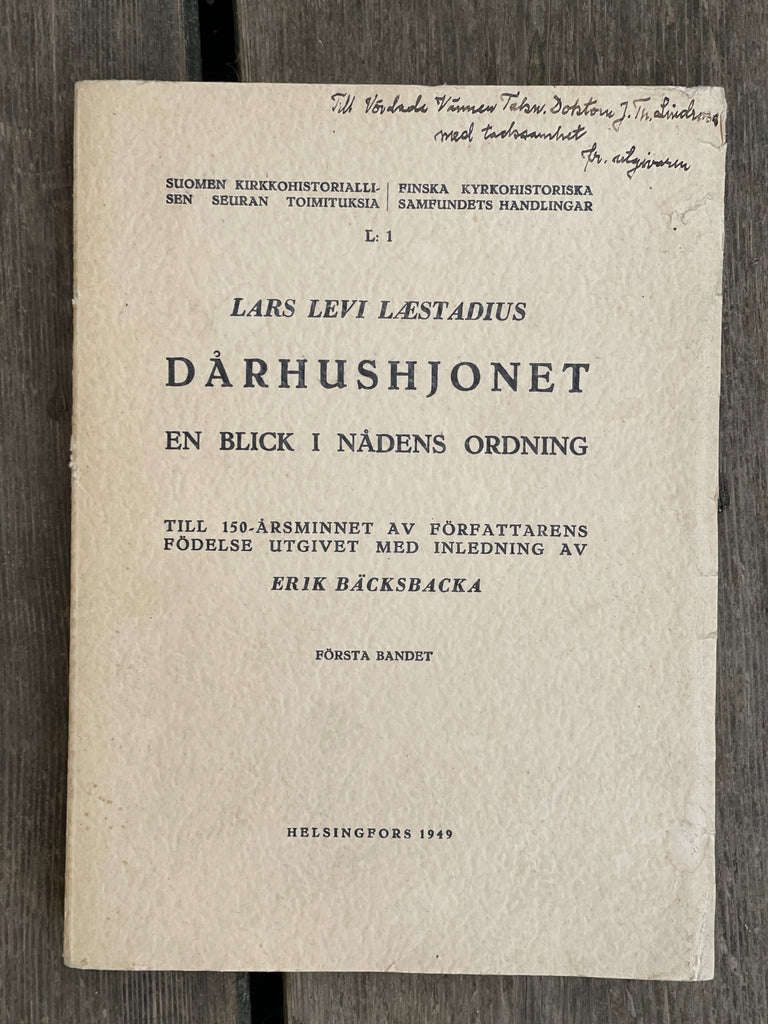 Till Vördade Vännen Tekn. Doktorn J. Th. Lindroos
med tacksamhet
fr. utgivaren
SUOMEN KIRKKOHISTORIALLI- | FINSKA KYRKOHISTORISKA
SEN SEURAN TOIMITUKSIA | SAMFUNDETS HANDLINGAR
L: 1
LARS LEVI LÆSTADIUS
DÅRHUSHJONET
EN BLICK I NÅDENS ORDNING
TILL 150-ÅRSMINNET AV FÖRFATTARENS
FÖDELSE UTGIVET MED INLEDNING AV
ERIK BÄCKSBACKA
FÖRSTA BANDET
HELSINGFORS 1949